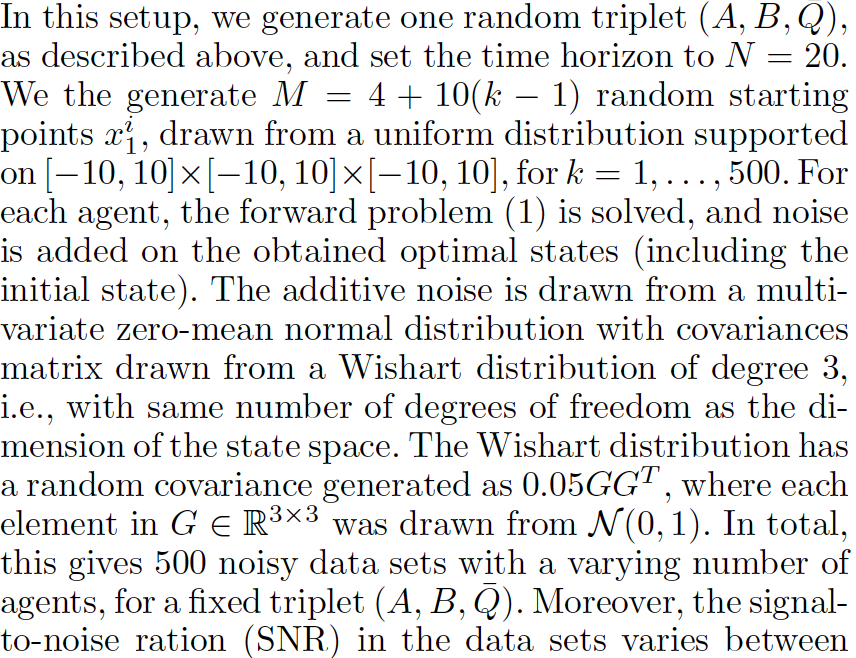 In this setup, we generate one random triplet (A, B, Q̄),
as described above, and set the time horizon to N = 20.
We the generate M = 4 + 10(k − 1) random starting
points x₁ⁱ, drawn from a uniform distribution supported
on [−10, 10]×[−10, 10]×[−10, 10], for k = 1, . . . , 500. For
each agent, the forward problem (1) is solved, and noise
is added on the obtained optimal states (including the
initial state). The additive noise is drawn from a multi-
variate zero-mean normal distribution with covariances
matrix drawn from a Wishart distribution of degree 3,
i.e., with same number of degrees of freedom as the di-
mension of the state space. The Wishart distribution has
a random covariance generated as 0.05GGᵀ, where each
element in G ∈ ℝ³ˣ³ was drawn from 𝒩(0, 1). In total,
this gives 500 noisy data sets with a varying number of
agents, for a fixed triplet (A, B, Q̄). Moreover, the signal-
to-noise ration (SNR) in the data sets varies between